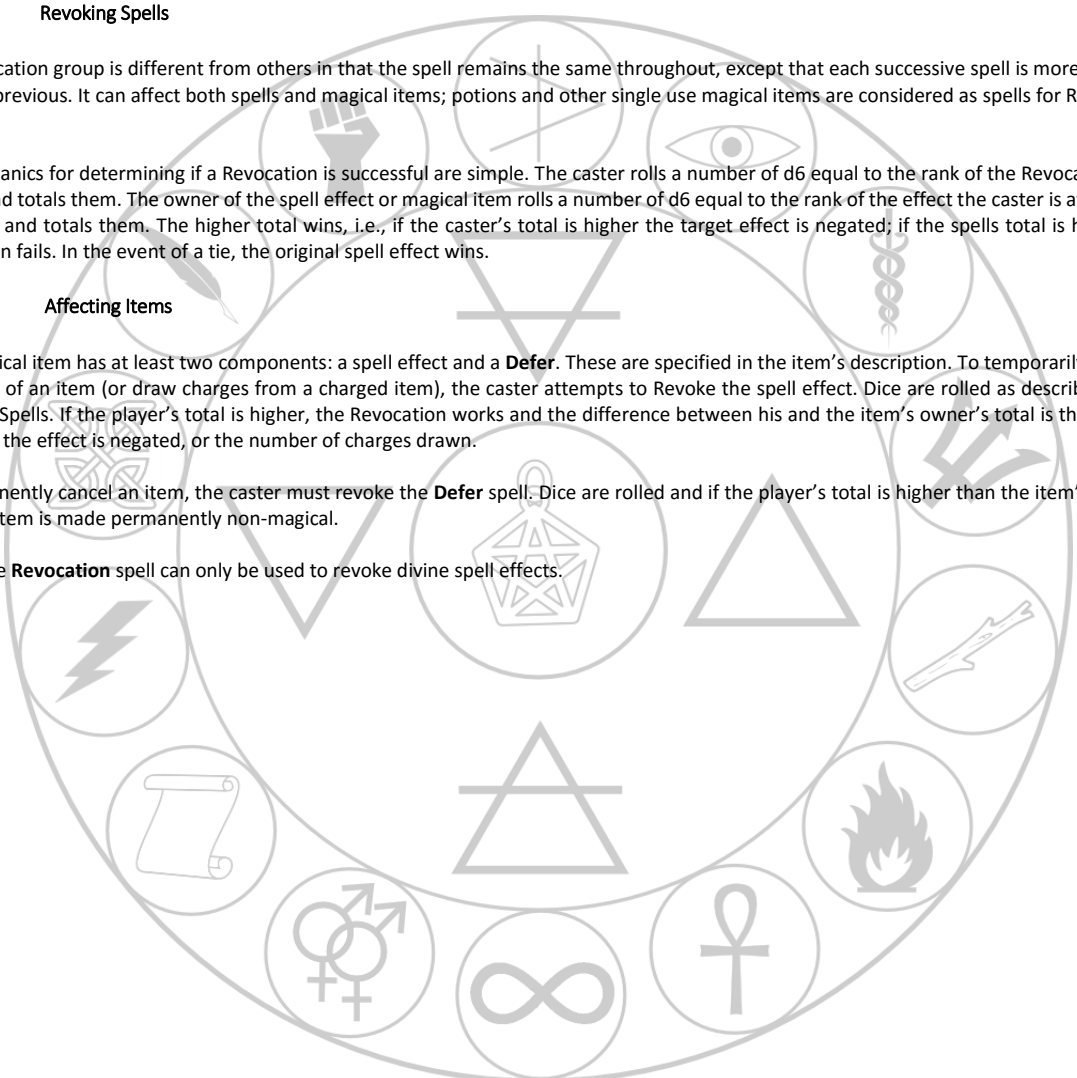 Revoking Spells
cation group is different from others in that the spell remains the same throughout, except that each successive spell is more
previous. It can affect both spells and magical items; potions and other single use magical items are considered as spells for R
anics for determining if a Revocation is successful are simple. The caster rolls a number of d6 equal to the rank of the Revoca
nd totals them. The owner of the spell effect or magical item rolls a number of d6 equal to the rank of the effect the caster is a
and totals them. The higher total wins, i.e., if the caster’s total is higher the target effect is negated; if the spells total is h
n fails. In the event of a tie, the original spell effect wins.
Affecting Items
ical item has at least two components: a spell effect and a Defer. These are specified in the item’s description. To temporaril
of an item (or draw charges from a charged item), the caster attempts to Revoke the spell effect. Dice are rolled as describ
Spells. If the player’s total is higher, the Revocation works and the difference between his and the item’s owner’s total is th
the effect is negated, or the number of charges drawn.
nently cancel an item, the caster must revoke the Defer spell. Dice are rolled and if the player’s total is higher than the item’
tem is made permanently non-magical.
e Revocation spell can only be used to revoke divine spell effects.